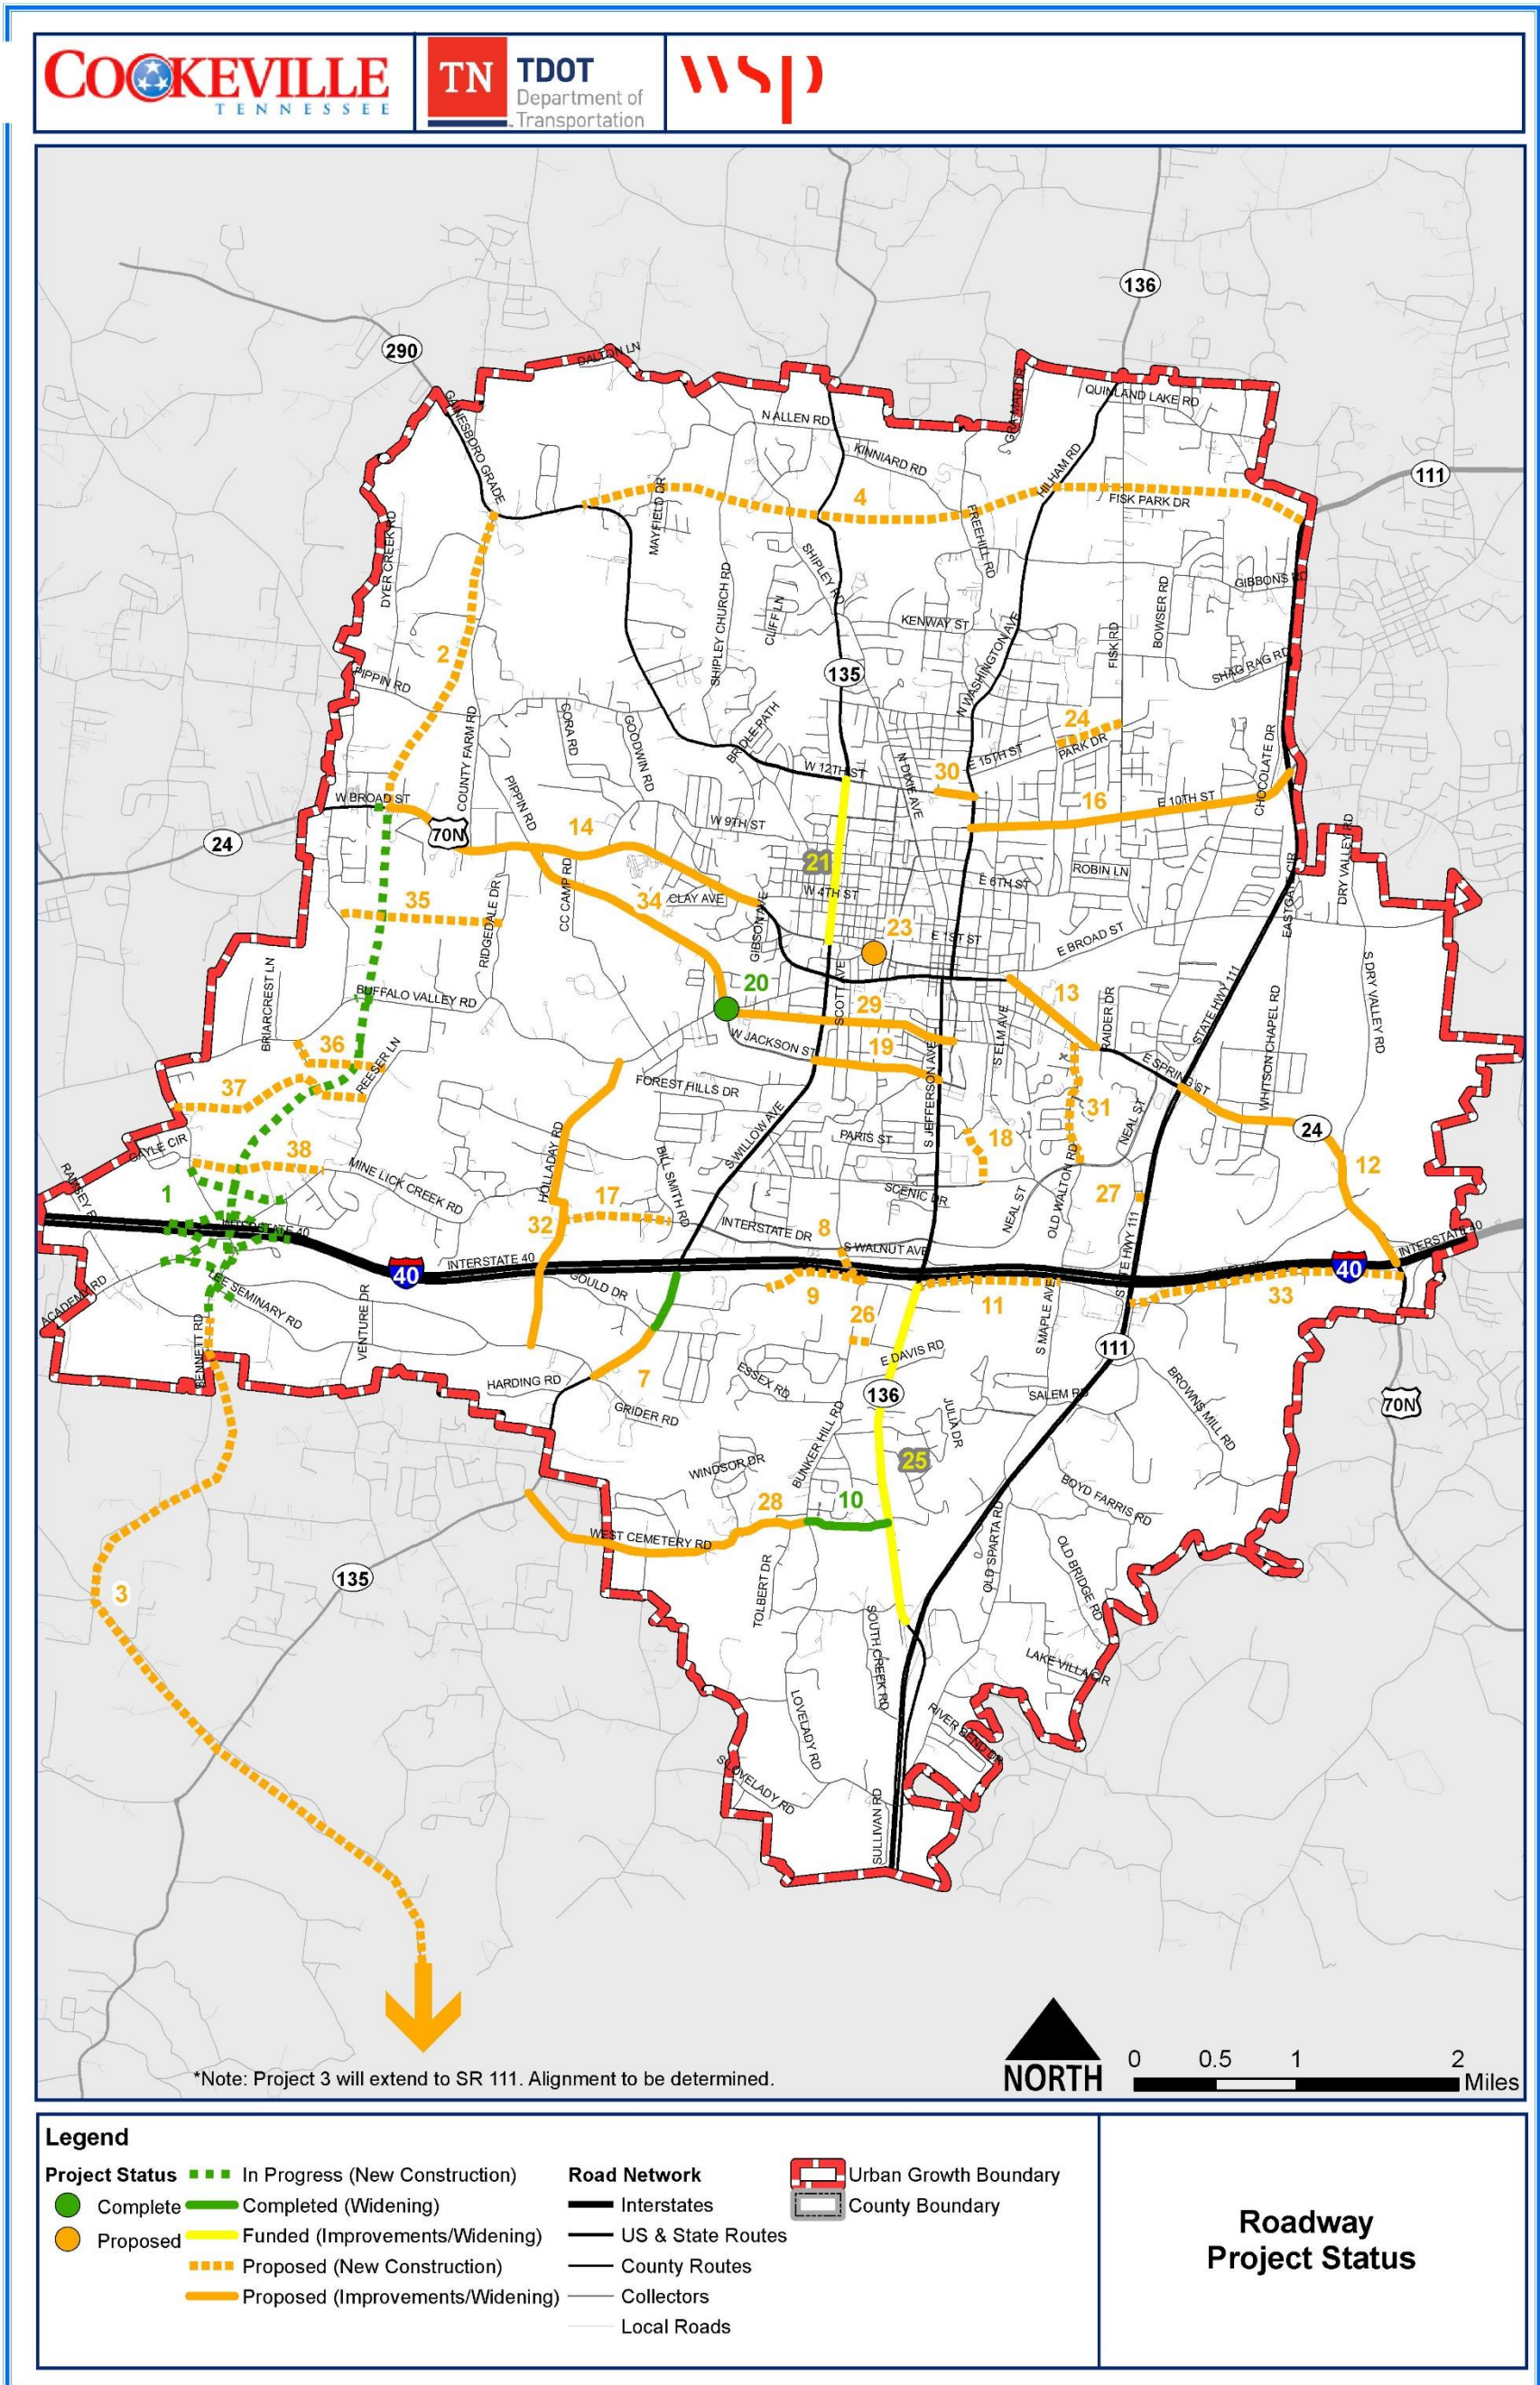 COOKEVILLE
TENNESSEE
TN
TDOT
Department of
Transportation
wsp
136
290
DALTON LN
GRA MAR DR
QUINLAND LAKE RD
GAINESBORO GRADE
N ALLEN RD
KINNIARD RD
HILHAM RD
111
MAYFIELD DR
4
FISK PARK DR
DYER CREEK RD
FREEHILL RD
SHIPLEY RD
SHIPLEY CHURCH RD
GIBBONS RD
CLIFF LN
BOWSER RD
KENWAY ST
2
FISK RD
N WASHINGTON AVE
SHAG RAG RD
PIPPIN RD
135
CORA RD
GOODWIN RD
COUNTY FARM RD
BRIDLE PATH
24
PARK DR
E 15TH ST
CHOCOLATE DR
W 12TH ST
N DIXIE AVE
30
W BROAD ST
PIPPIN RD
16
E 10TH ST
70N
14
W 9TH ST
24
DRY VALLEY RD
21
ROBIN LN
E 6TH ST
EASTGATE CIR
35
CC CAMP RD
34
CLAY AVE
W 4TH ST
RIDGEDALE DR
GIBSON AVE
23
E 1ST ST
E BROAD ST
BRIARCREST LN
BUFFALO VALLEY RD
20
SCOTT AVE
29
13
RAIDER DR
STATE HWY 111
WHITSON CHAPEL RD
S DRY VALLEY RD
36
REESER LN
W JACKSON ST
19
S ELM AVE
E SPRING ST
37
FOREST HILLS DR
S JEFFERSON AVE
31
NEAL ST
24
GAYLE CIR
38
HOLLADAY RD
S WILLOW AVE
PARIS ST
18
12
RAMSEY R
1
MINE LICK CREEK RD
BILL SMITH RD
17
SCENIC DR
OLD WALTON RD
27
NEAL ST
INTERSTATE 40
32
INTERSTATE DR
8
S WALNUT AVE
STATE HWY 111
INTERSTATE 40
INTERSTATE 40
40
40
ACADEMY RD
LEE SEMINARY RD
GOULD DR
9
11
33
VENTURE DR
26
S MAPLE AVE
BENNETT RD
E DAVIS RD
111
HARDING RD
7
ESSEX RD
136
SALEM RD
BROWNS MILL RD
70N
GRIDER RD
JULIA DR
BUNKER HILL RD
25
WINDSOR DR
BOYD FARRIS RD
28
10
WEST CEMETERY RD
OLD SPARTA RD
135
3
TOLBERT DR
OLD BRIDGE RD
SOUTH CREEK RD
LAKE VILLA CIR
LOVELADY RD
RIVER BEND DR
S LOVELADY RD
SULLIVAN RD
*Note: Project 3 will extend to SR 111. Alignment to be determined.
NORTH
0 0.5 1 2
Miles
Legend
Project Status
Complete
Proposed
In Progress (New Construction)
Completed (Widening)
Funded (Improvements/Widening)
Proposed (New Construction)
Proposed (Improvements/Widening)
Road Network
Interstates
US & State Routes
County Routes
Collectors
Local Roads
Urban Growth Boundary
County Boundary
Roadway
Project Status